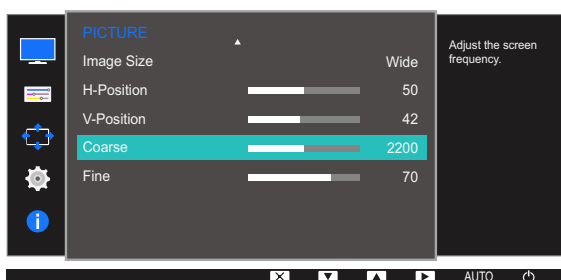 PICTURE
Image Size Wide
H-Position 50
V-Position 42
Coarse 2200
Fine 70
Adjust the screen
frequency.
AUTO